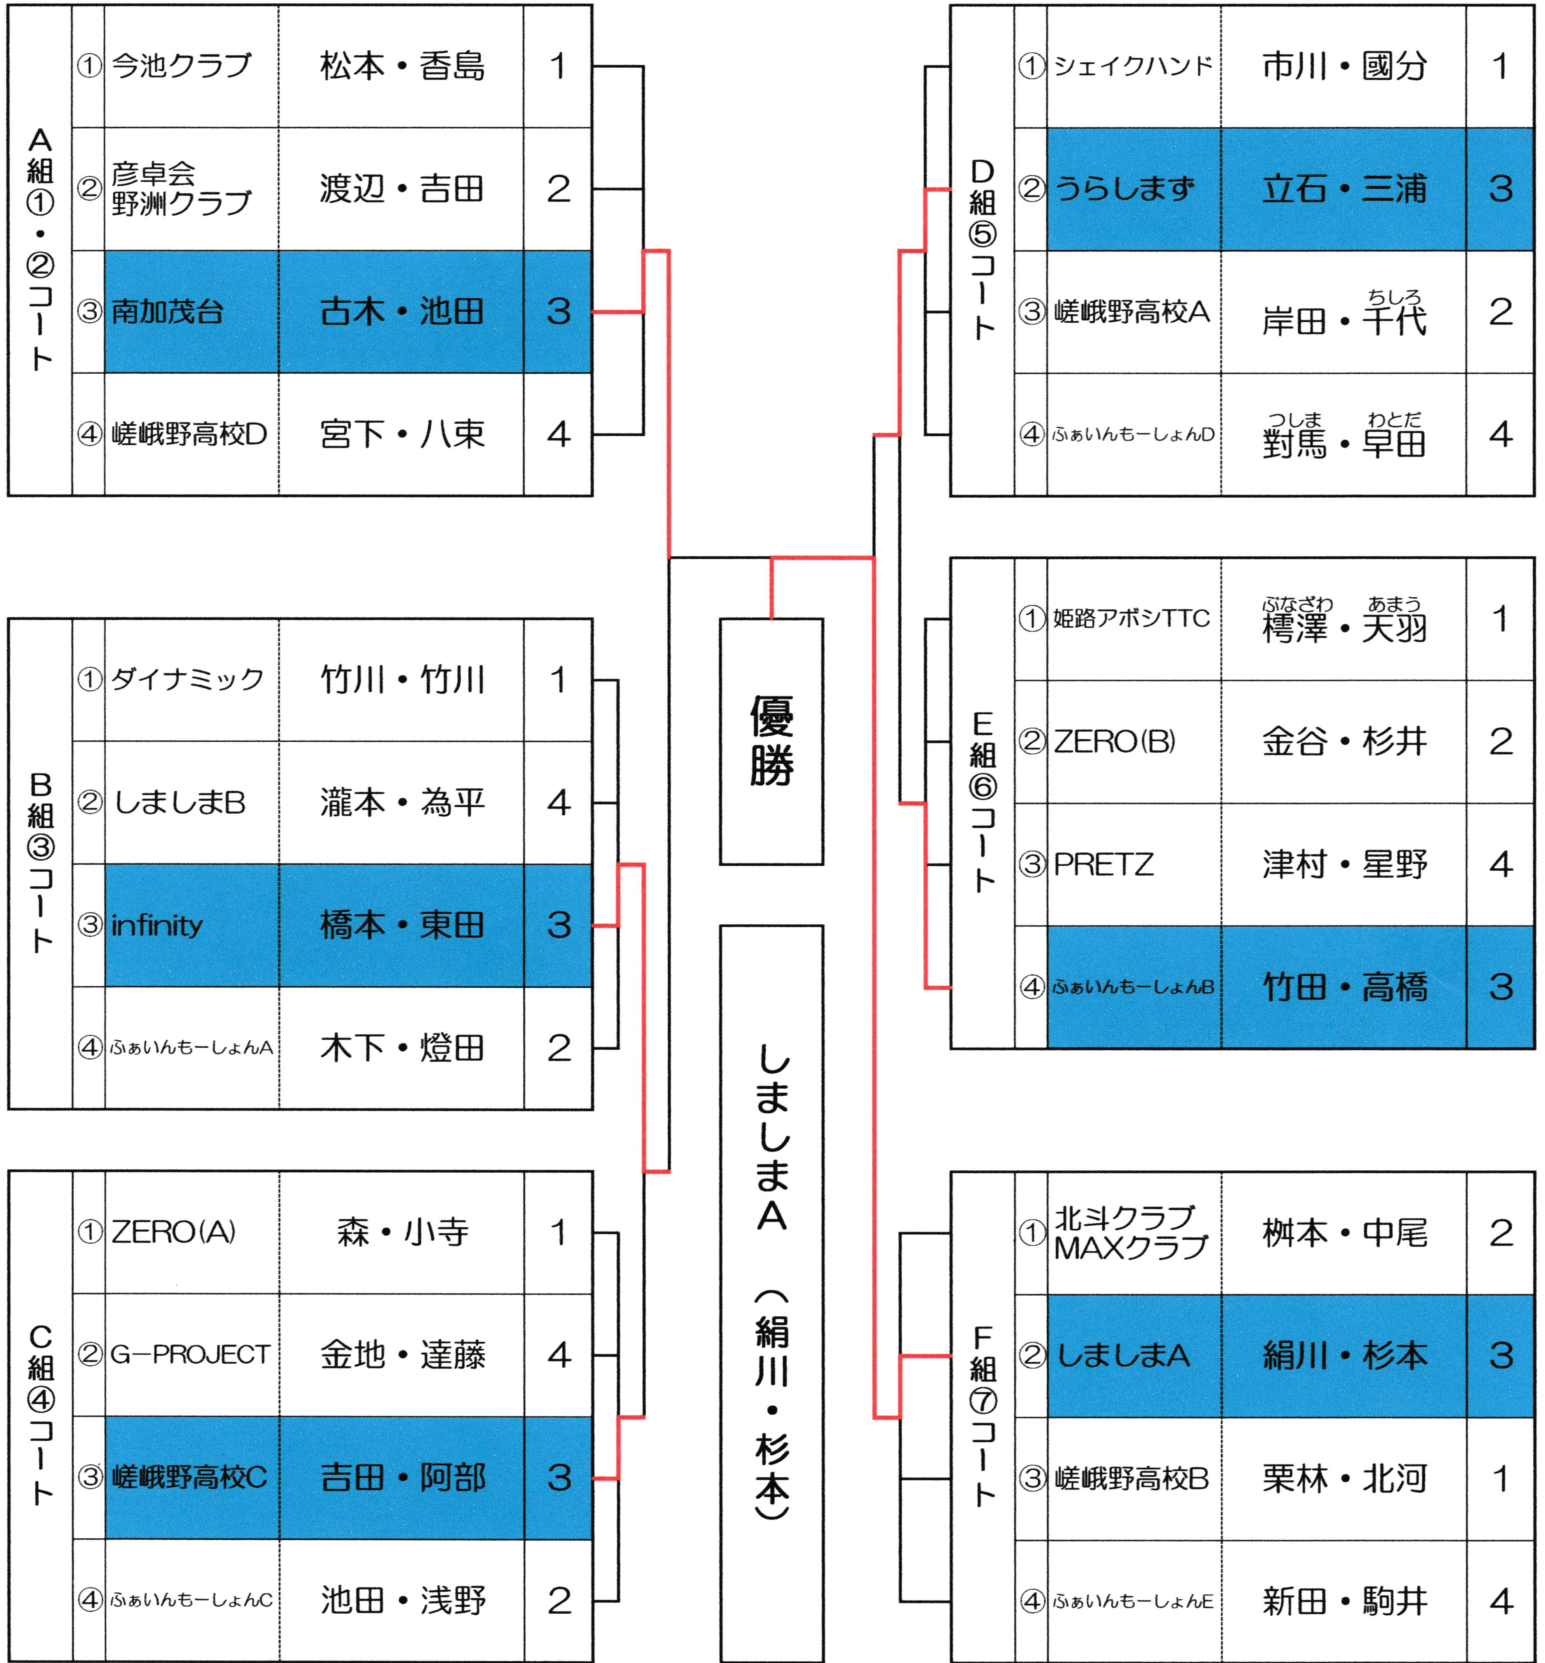 A組①・②コート
① 今池クラブ 松本・香島 1
② 彦卓会 野洲クラブ 渡辺・吉田 2
③ 南加茂台 古木・池田 3
④ 嵯峨野高校D 宮下・八束 4
B組③コート
① ダイナミック 竹川・竹川 1
② しましまB 瀧本・為平 4
③ infinity 橋本・東田 3
④ ふぁいんもーしょんA 木下・燈田 2
C組④コート
① ZERO(A) 森・小寺 1
② G-PROJECT 金地・達藤 4
③ 嵯峨野高校C 吉田・阿部 3
④ ふぁいんもーしょんC 池田・浅野 2
優勝
しましまA (絹川・杉本)
D組⑤コート
① シェイクハンド 市川・國分 1
② うらしまず 立石・三浦 3
ちしろ
③ 嵯峨野高校A 岸田・千代 2
つしま わとだ
④ ふぁいんもーしょんD 對馬・早田 4
E組⑥コート
ぶなざわ あまう
① 姫路アボシTTC 樗澤・天羽 1
② ZERO(B) 金谷・杉井 2
③ PRETZ 津村・星野 4
④ ふぁいんもーしょんB 竹田・高橋 3
F組⑦コート
① 北斗クラブ MAXクラブ 桝本・中尾 2
② しましまA 絹川・杉本 3
③ 嵯峨野高校B 栗林・北河 1
④ ふぁいんもーしょんE 新田・駒井 4